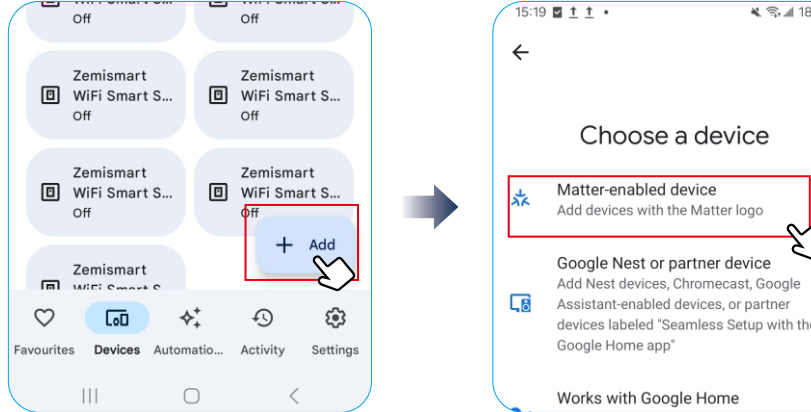 Off
Off
Zemismart
WiFi Smart S...
Off
Zemismart
WiFi Smart S...
Off
Zemismart
WiFi Smart S...
Off
Zemismart
WiFi Smart S...
Off
+ Add
Zemismart
WiFi Smart S...
Favourites
Devices
Automatio...
Activity
Settings
15:19
18
Choose a device
Matter-enabled device
Add devices with the Matter logo
Google Nest or partner device
Add Nest devices, Chromecast, Google
Assistant-enabled devices, or partner
devices labeled "Seamless Setup with the
Google Home app"
Works with Google Home